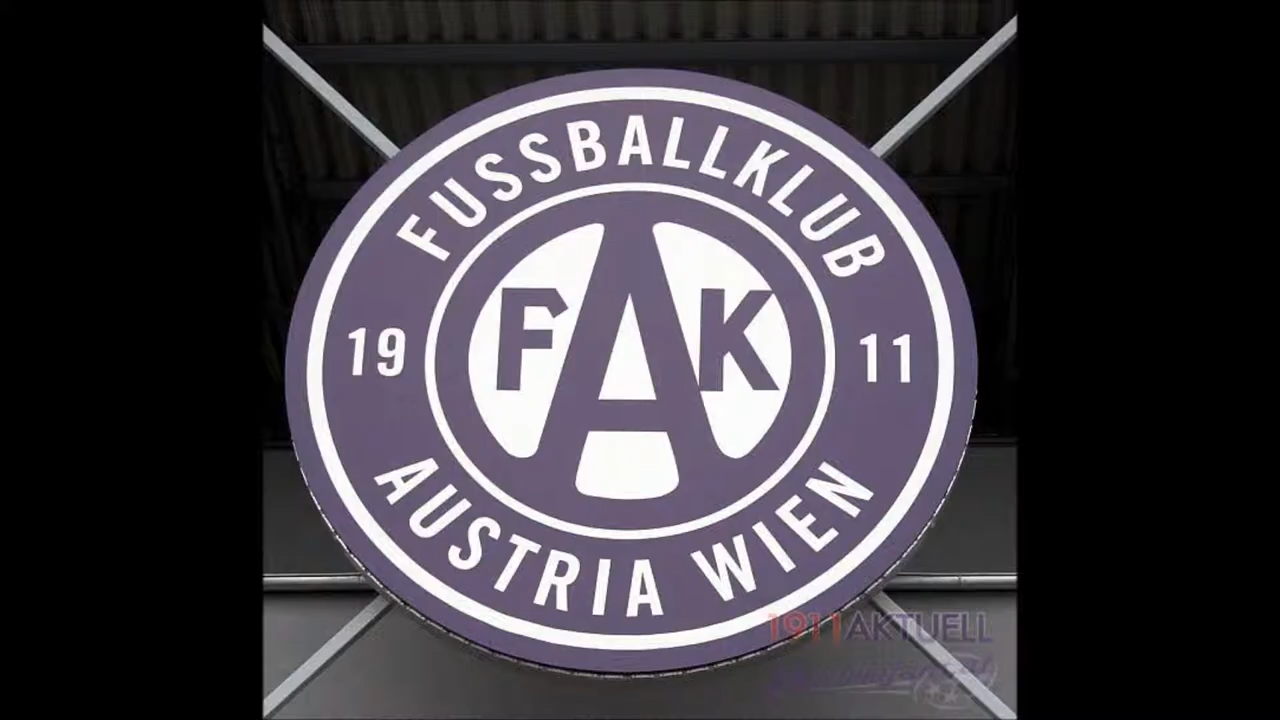 FUSSBALLKLUB
19 11
FAK
AUSTRIA WIEN
1911AKTUELL